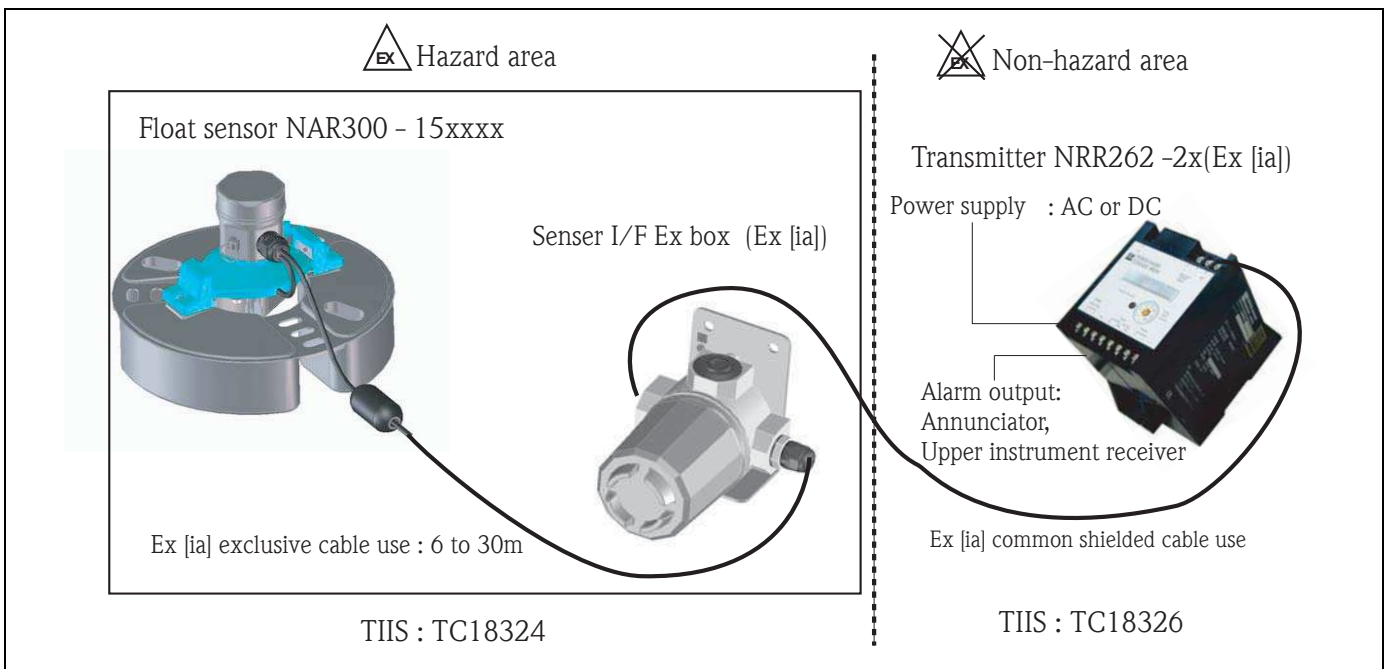 EX Hazard area
EX Non-hazard area
Float sensor NAR300 - 15xxxx
Transmitter NRR262 -2x(Ex [ia])
Power supply : AC or DC
Senser I/F Ex box (Ex [ia])
Alarm output:
Annunciator,
Upper instrument receiver
Ex [ia] exclusive cable use : 6 to 30m
Ex [ia] common shielded cable use
TIIS : TC18324
TIIS : TC18326